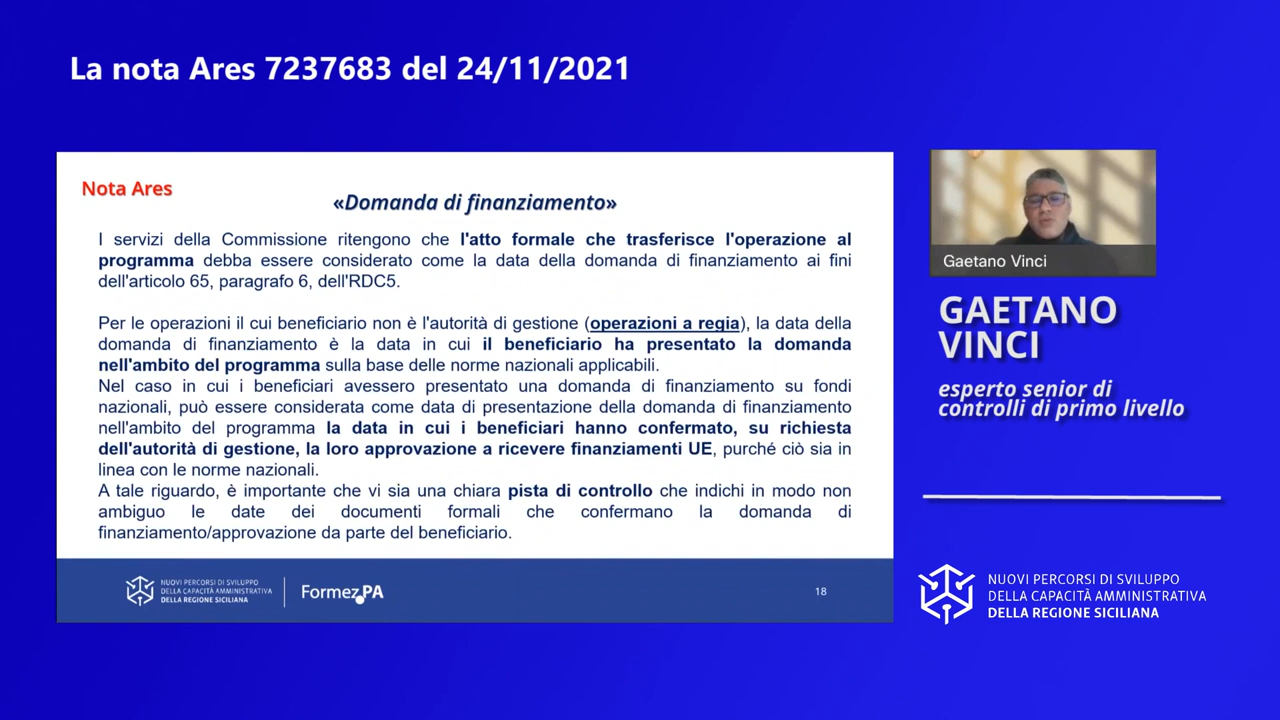 La nota Ares 7237683 del 24/11/2021
Nota Ares
«Domanda di finanziamento»
I servizi della Commissione ritengono che l'atto formale che trasferisce l'operazione al
programma debba essere considerato come la data della domanda di finanziamento ai fini
dell'articolo 65, paragrafo 6, dell'RDC5.
Per le operazioni il cui beneficiario non è l'autorità di gestione (operazioni a regia), la data della
domanda di finanziamento è la data in cui il beneficiario ha presentato la domanda
nell'ambito del programma sulla base delle norme nazionali applicabili.
Nel caso in cui i beneficiari avessero presentato una domanda di finanziamento su fondi
nazionali, può essere considerata come data di presentazione della domanda di finanziamento
nell'ambito del programma la data in cui i beneficiari hanno confermato, su richiesta
dell'autorità di gestione, la loro approvazione a ricevere finanziamenti UE, purché ciò sia in
linea con le norme nazionali.
A tale riguardo, è importante che vi sia una chiara pista di controllo che indichi in modo non
ambiguo le date dei documenti formali che confermano la domanda di
finanziamento/approvazione da parte del beneficiario.
NUOVI PERCORSI DI SVILUPPO
DELLA CAPACITÀ AMMINISTRATIVA
DELLA REGIONE SICILIANA
Formez PA
18
Gaetano Vinci
GAETANO
VINCI
esperto senior di
controlli di primo livello
NUOVI PERCORSI DI SVILUPPO
DELLA CAPACITÀ AMMINISTRATIVA
DELLA REGIONE SICILIANA